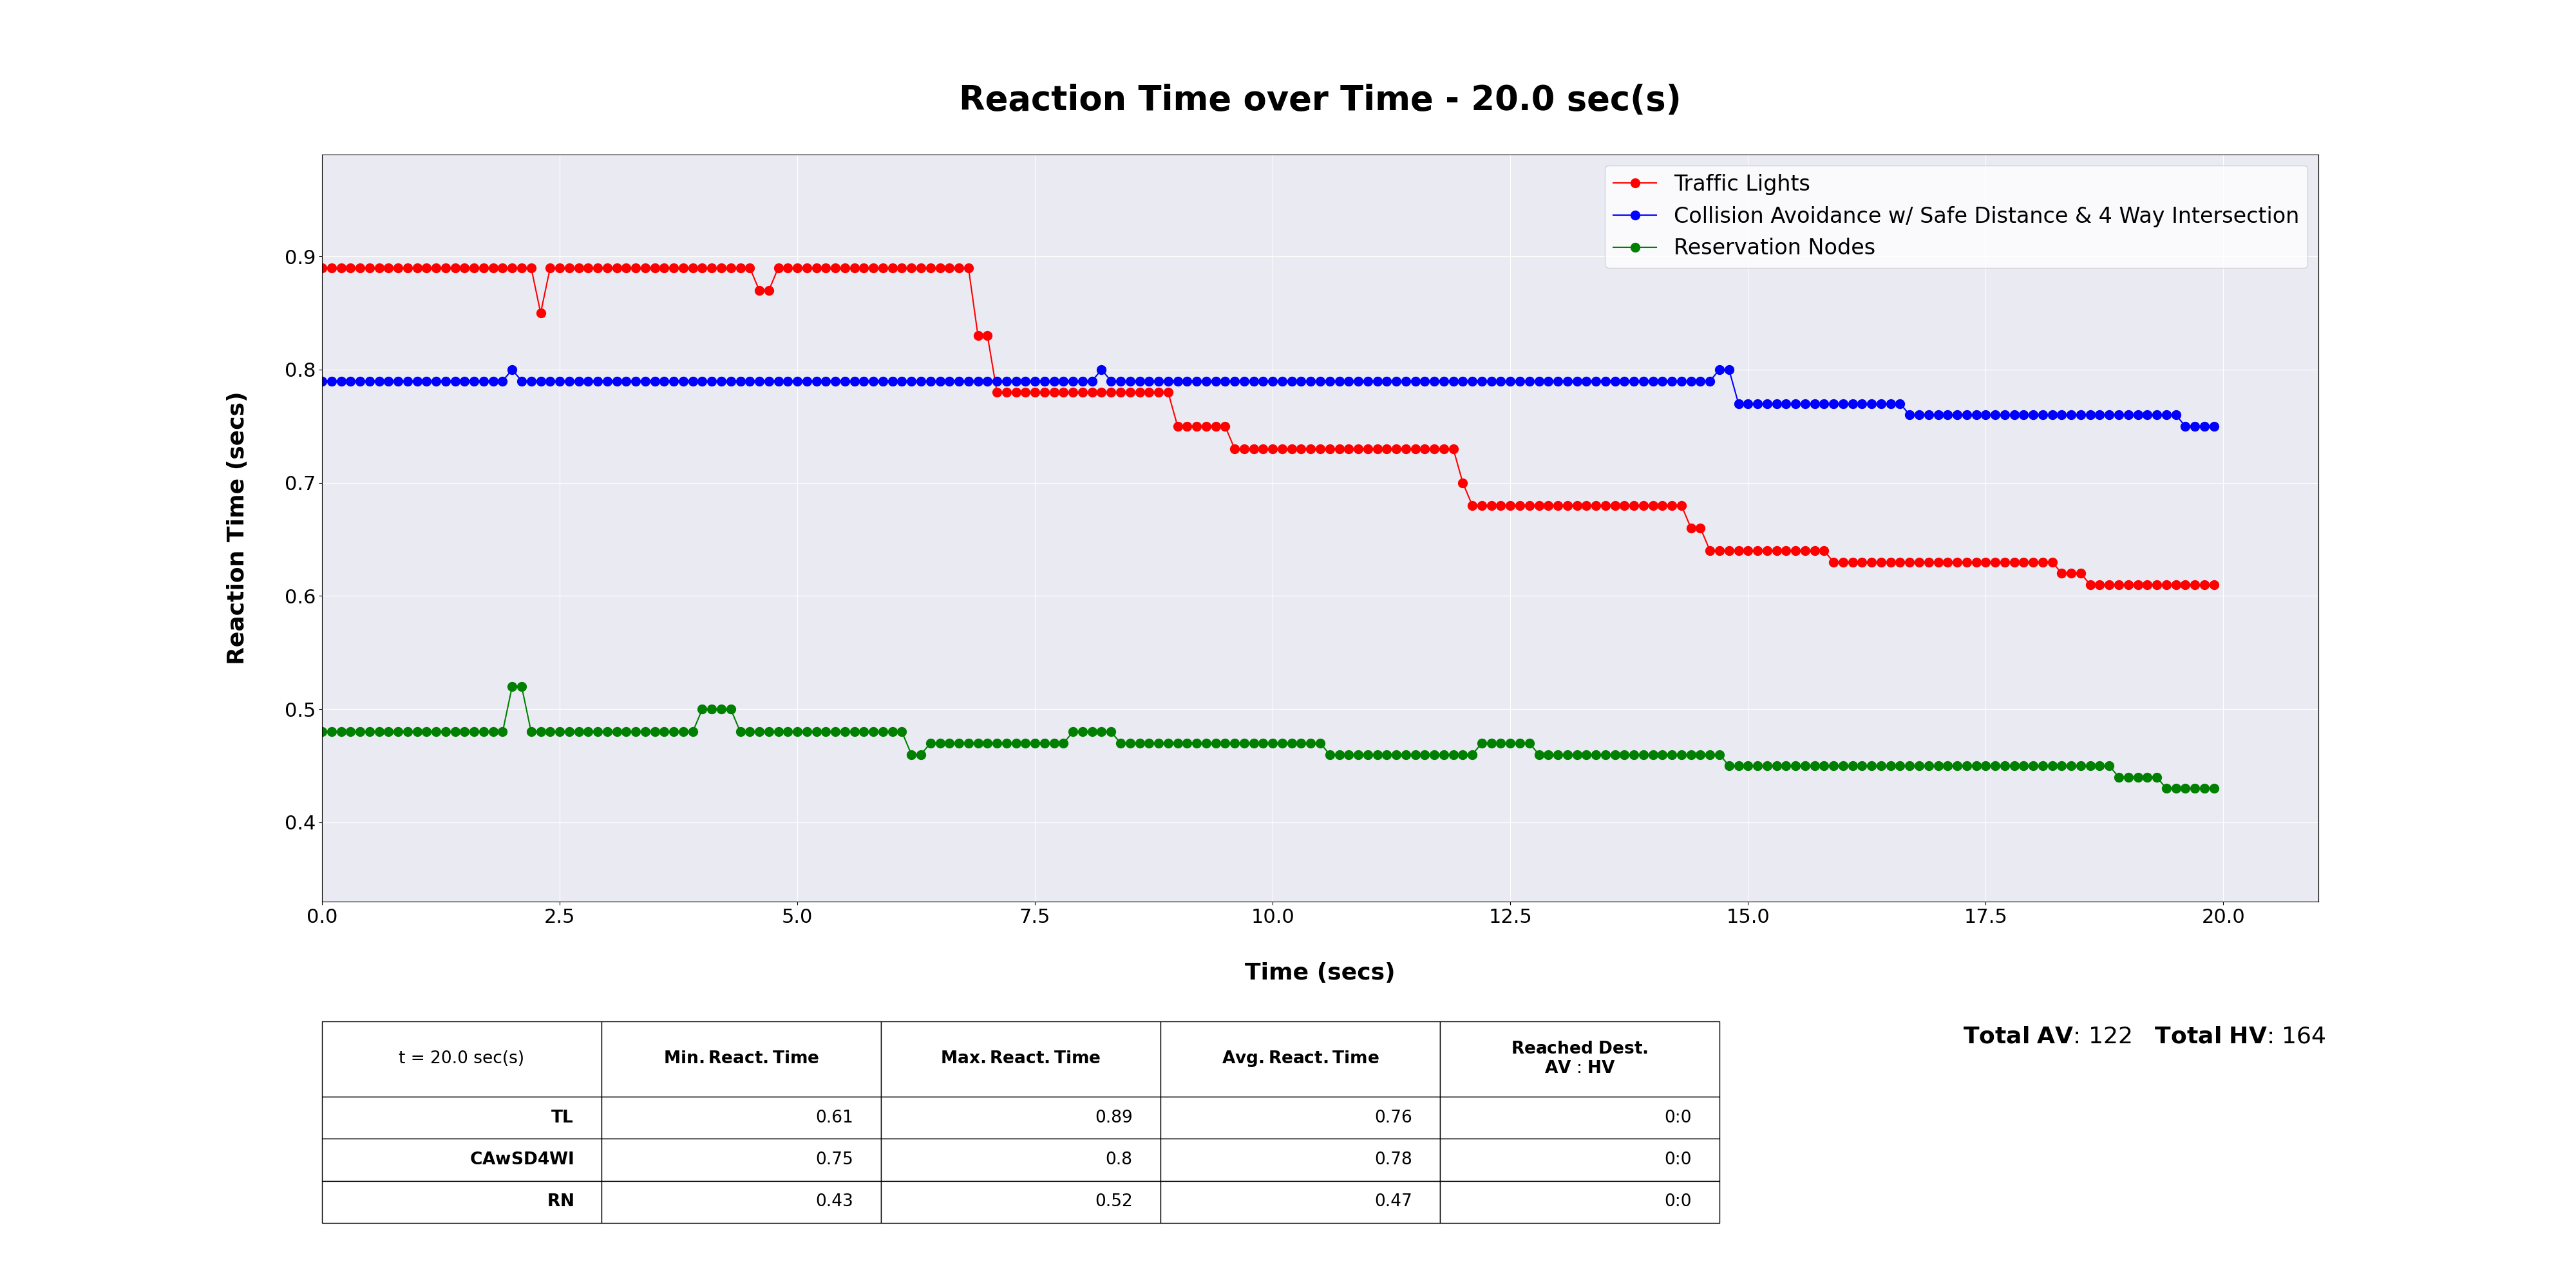 Reaction Time over Time - 20.0 sec(s)
Traffic Lights
Collision Avoidance w/ Safe Distance & 4 Way Intersection
Reservation Nodes
Reaction Time (secs)
0.9
0.8
0.7
0.6
0.5
0.4
0.0 2.5 5.0 7.5 10.0 12.5 15.0 17.5 20.0
Time (secs)
Total AV: 122 Total HV: 164
t = 20.0 sec(s) Min. React. Time Max. React. Time Avg. React. Time Reached Dest.
AV : HV
TL 0.61 0.89 0.76 0:0
CAwSD4WI 0.75 0.8 0.78 0:0
RN 0.43 0.52 0.47 0:0